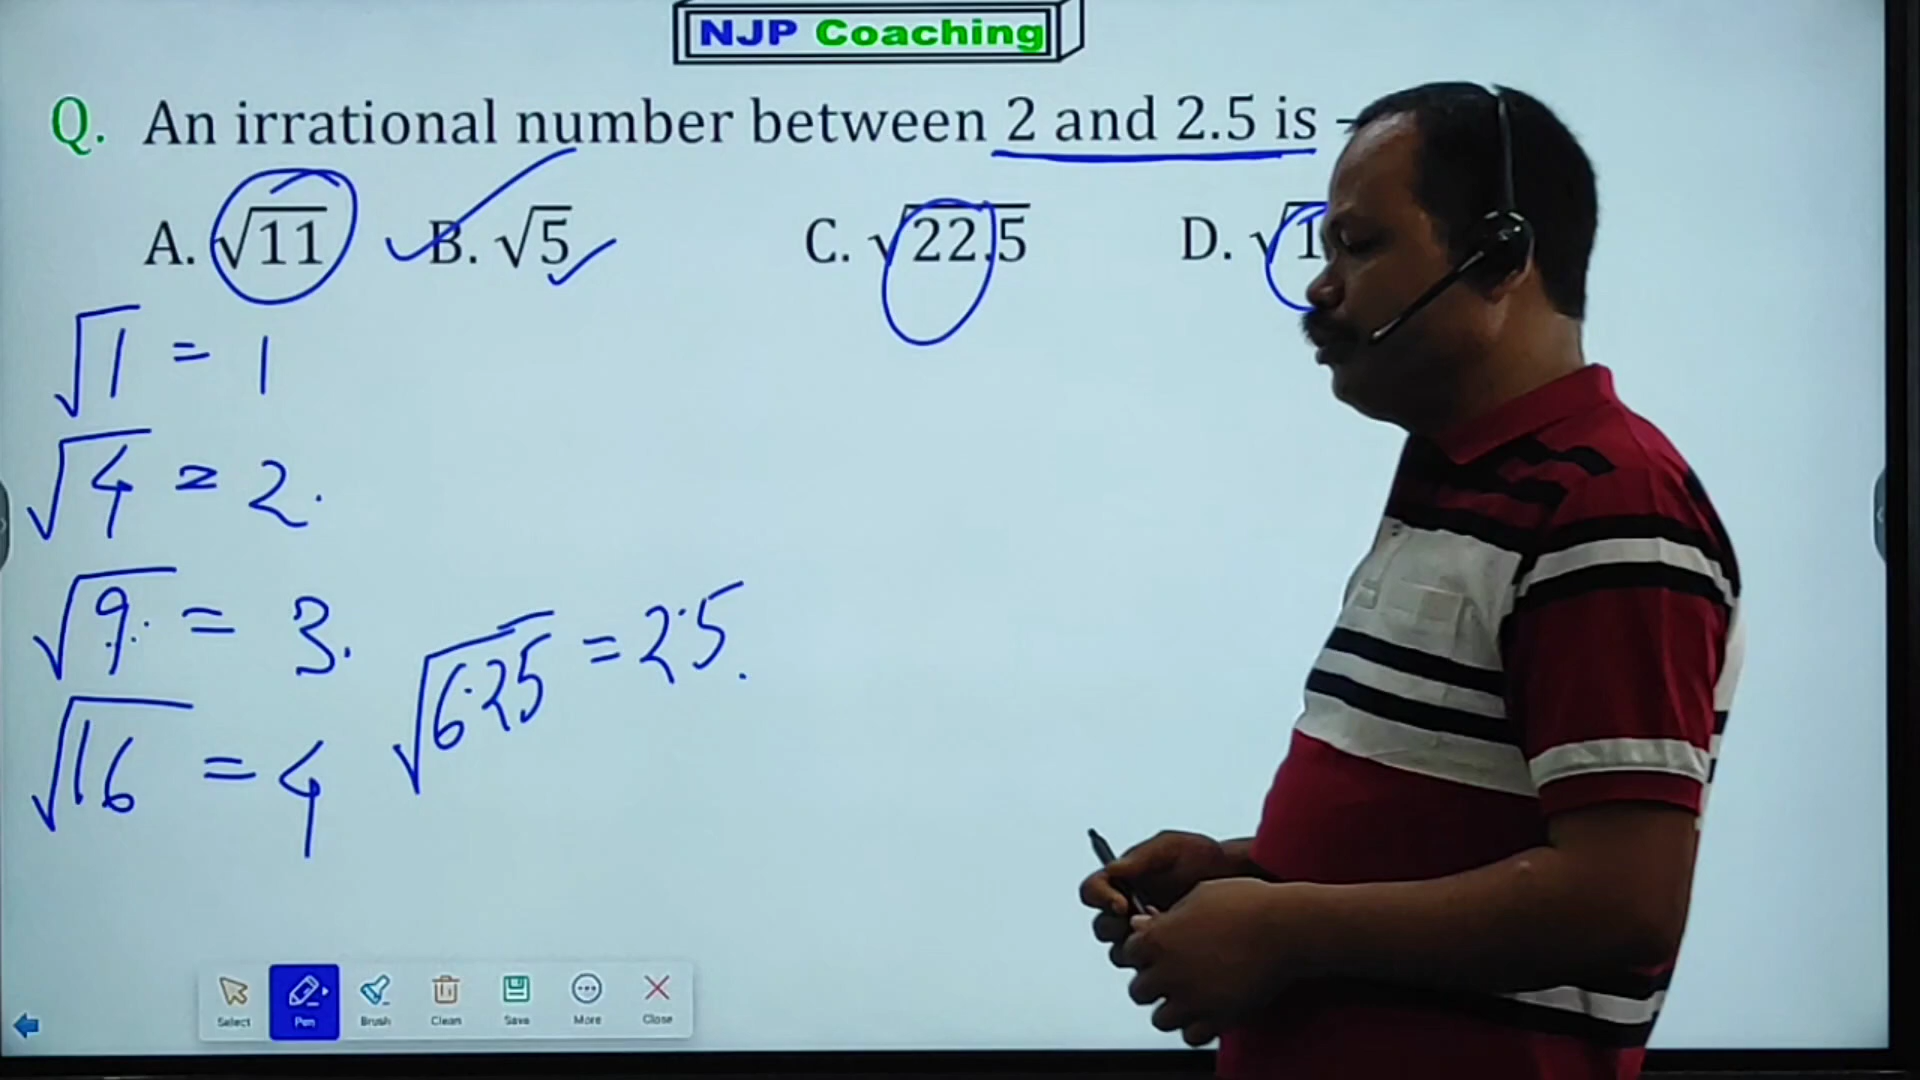 NJP Coaching
Q. An irrational number between 2 and 2.5 is -
A. √11 B. √5 C. √22.5 D. √1
√1 = 1
√4 = 2.
√9 = 3.
√6.25 = 2.5
√16 = 4
Select Pen Brush Clean Save More Close